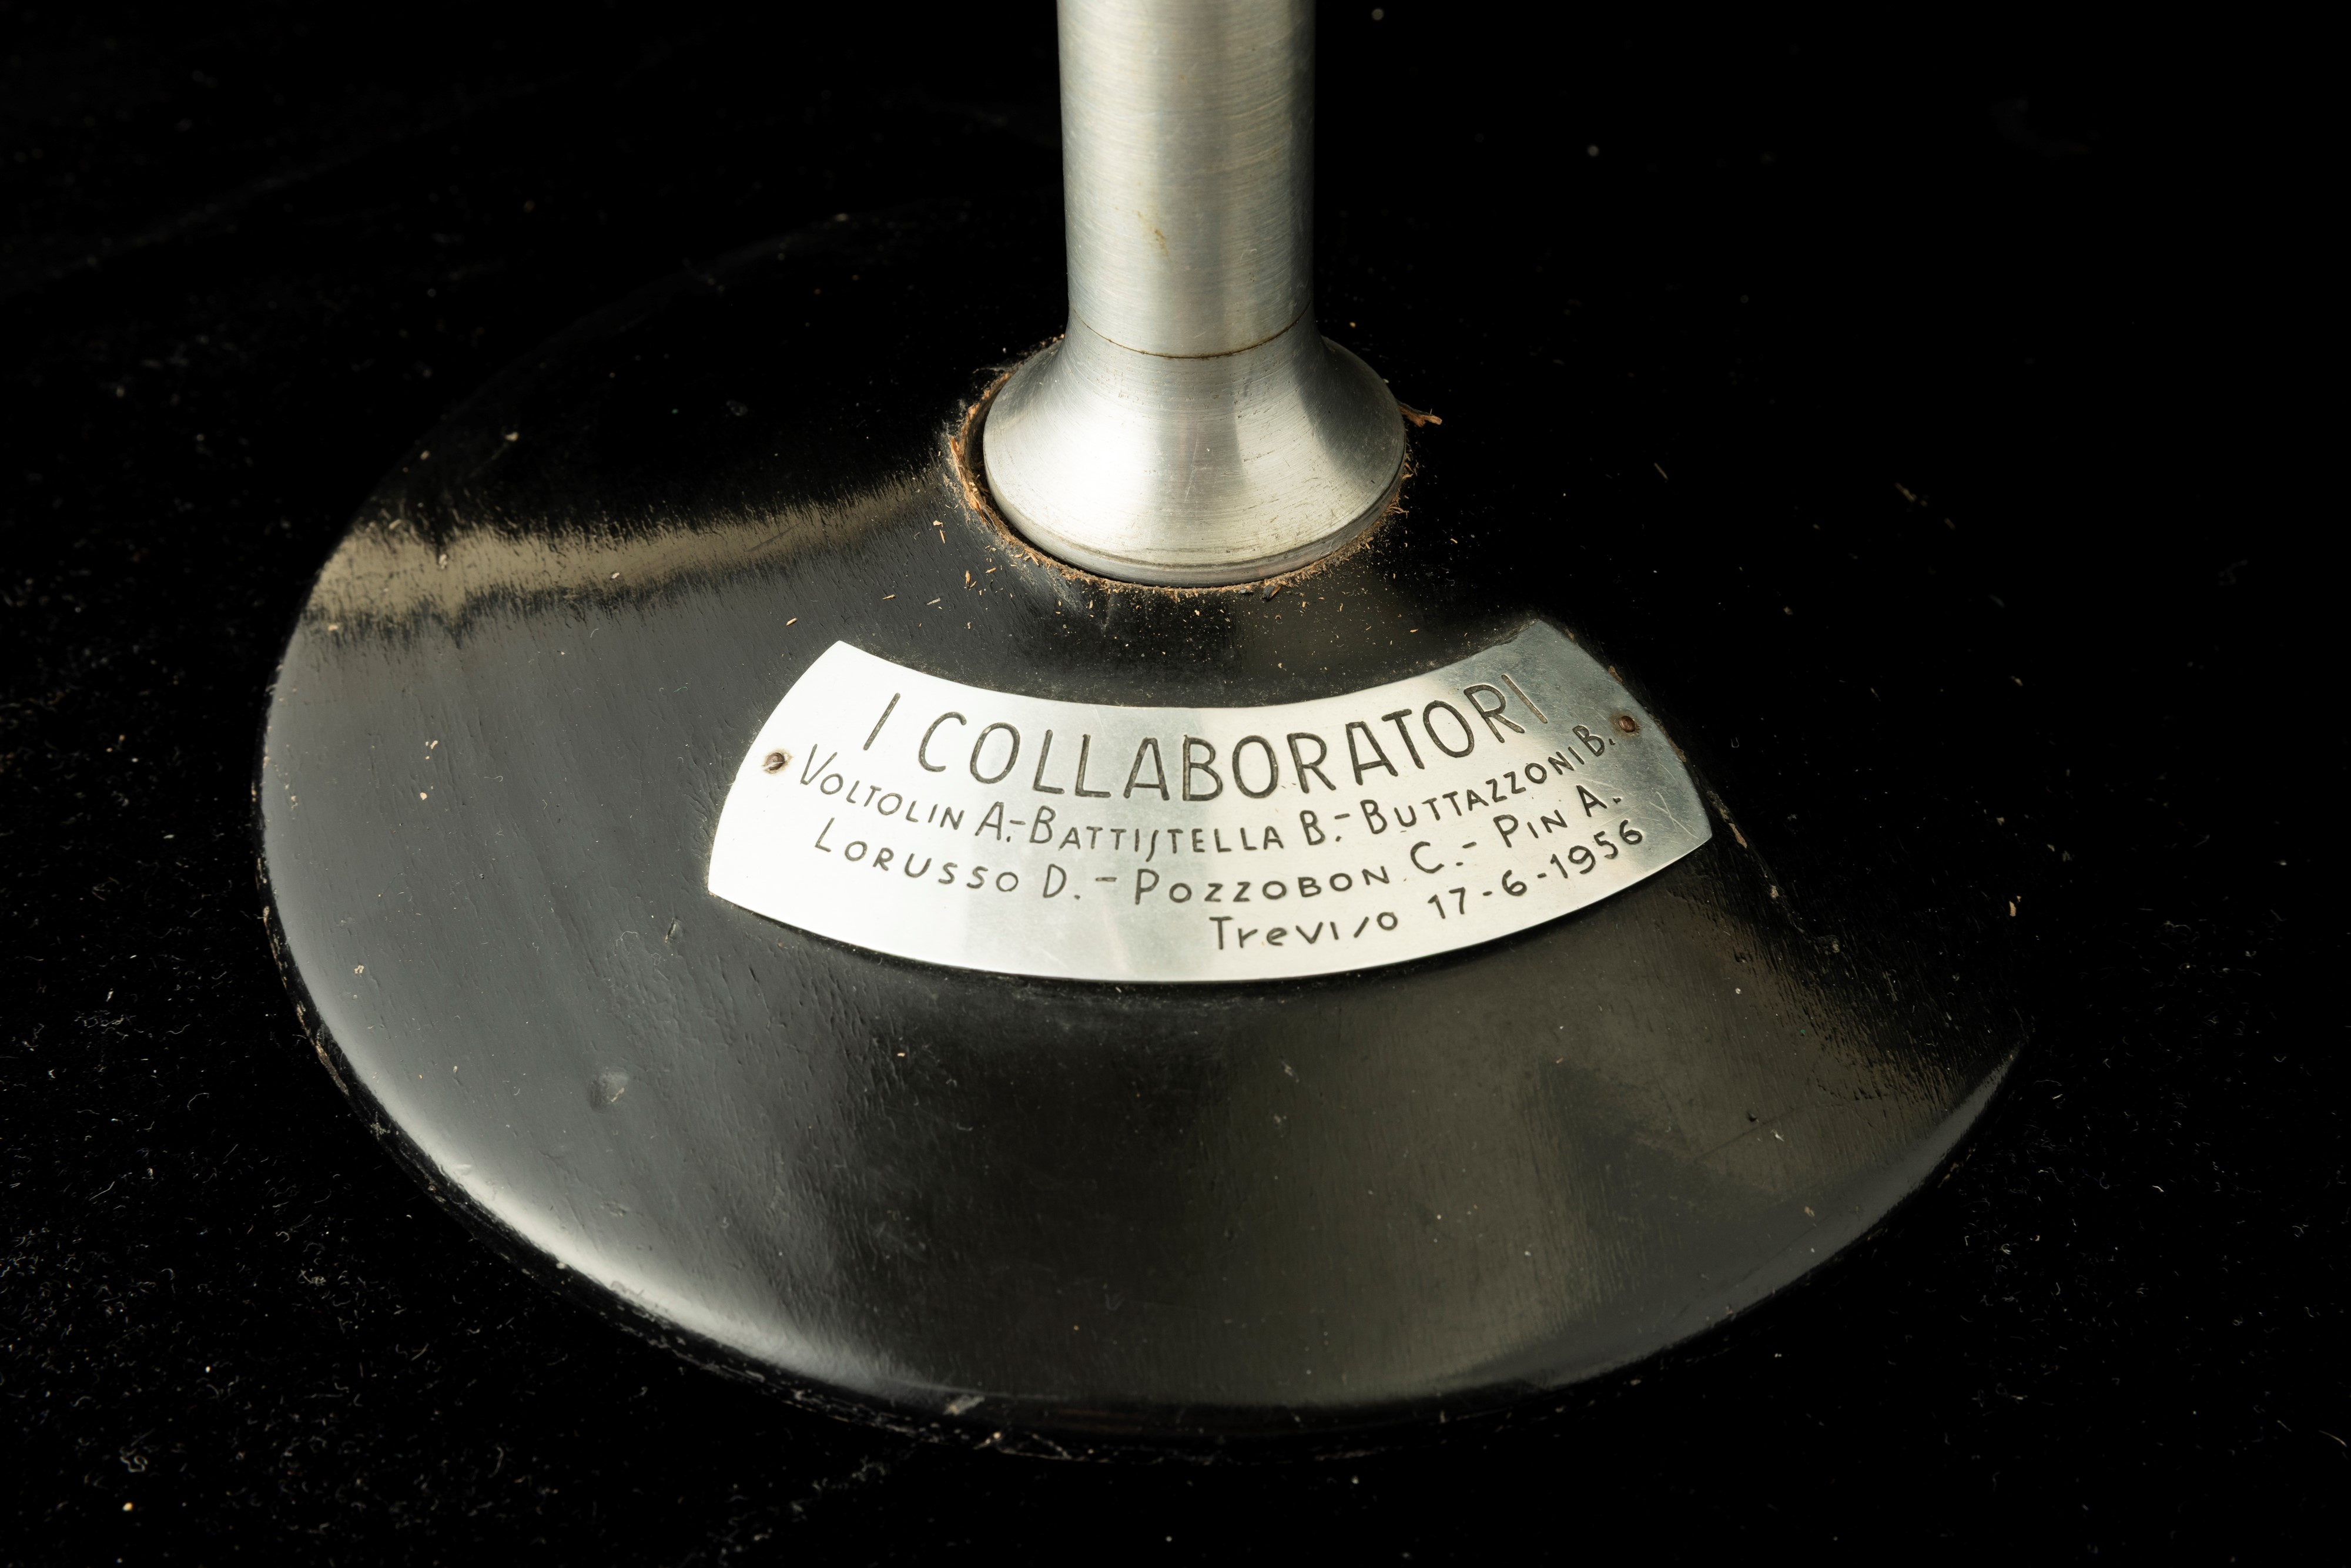 I COLLABORATORI
VOLTOLIN A.-BATTISTELLA B.-BUTTAZZONI B.
LORUSSO D. - POZZOBON C. - PIN A.
Treviso 17-6-1956